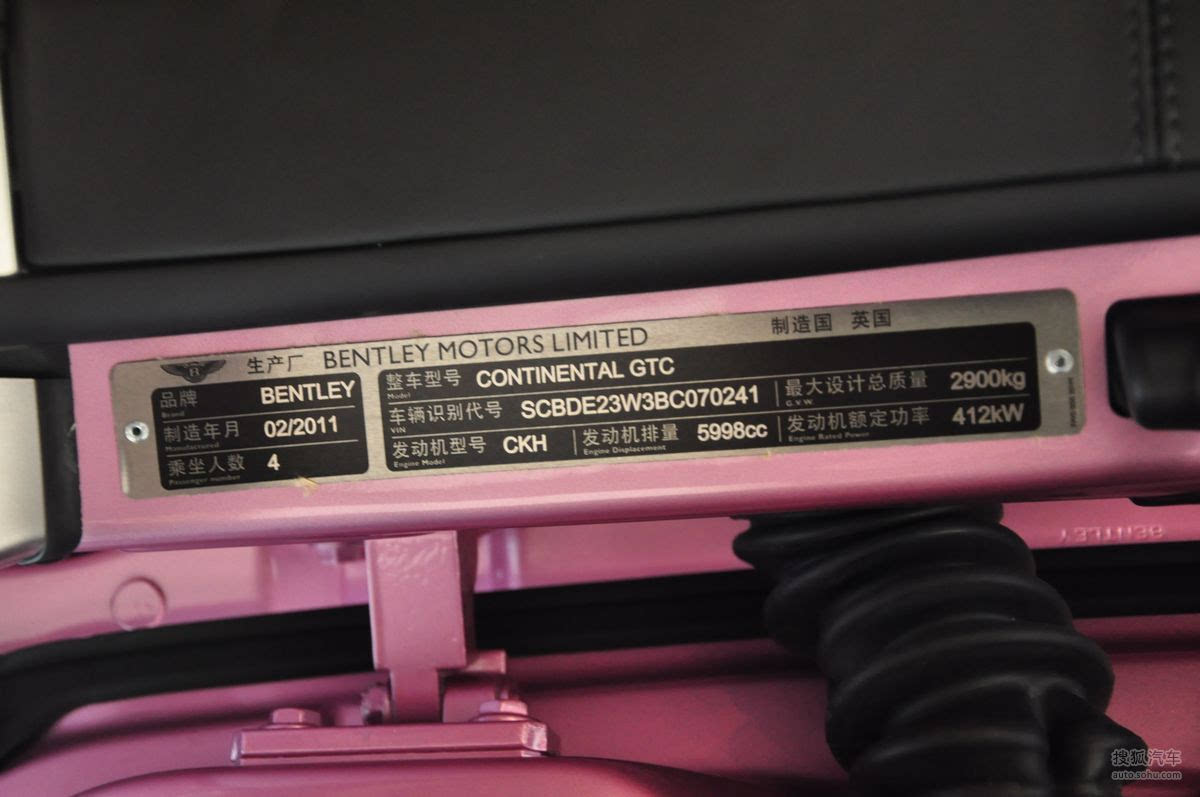 生产厂 BENTLEY MOTORS LIMITED 制造国 英国
B
品牌 BENTLEY
Brand
制造年月 02/2011
Manufactured
乘坐人数 4
Passenger number
整车型号 CONTINENTAL GTC
Model
车辆识别代号 SCBDE23W3BC070241
VIN
最大设计总质量 2900kg
G.V.W
发动机型号 CKH
Engine Model
发动机排量 5998cc
Engine Displacement
发动机额定功率 412kW
Engine Rated Power
BENTLEY
搜狐汽车
auto.sohu.com